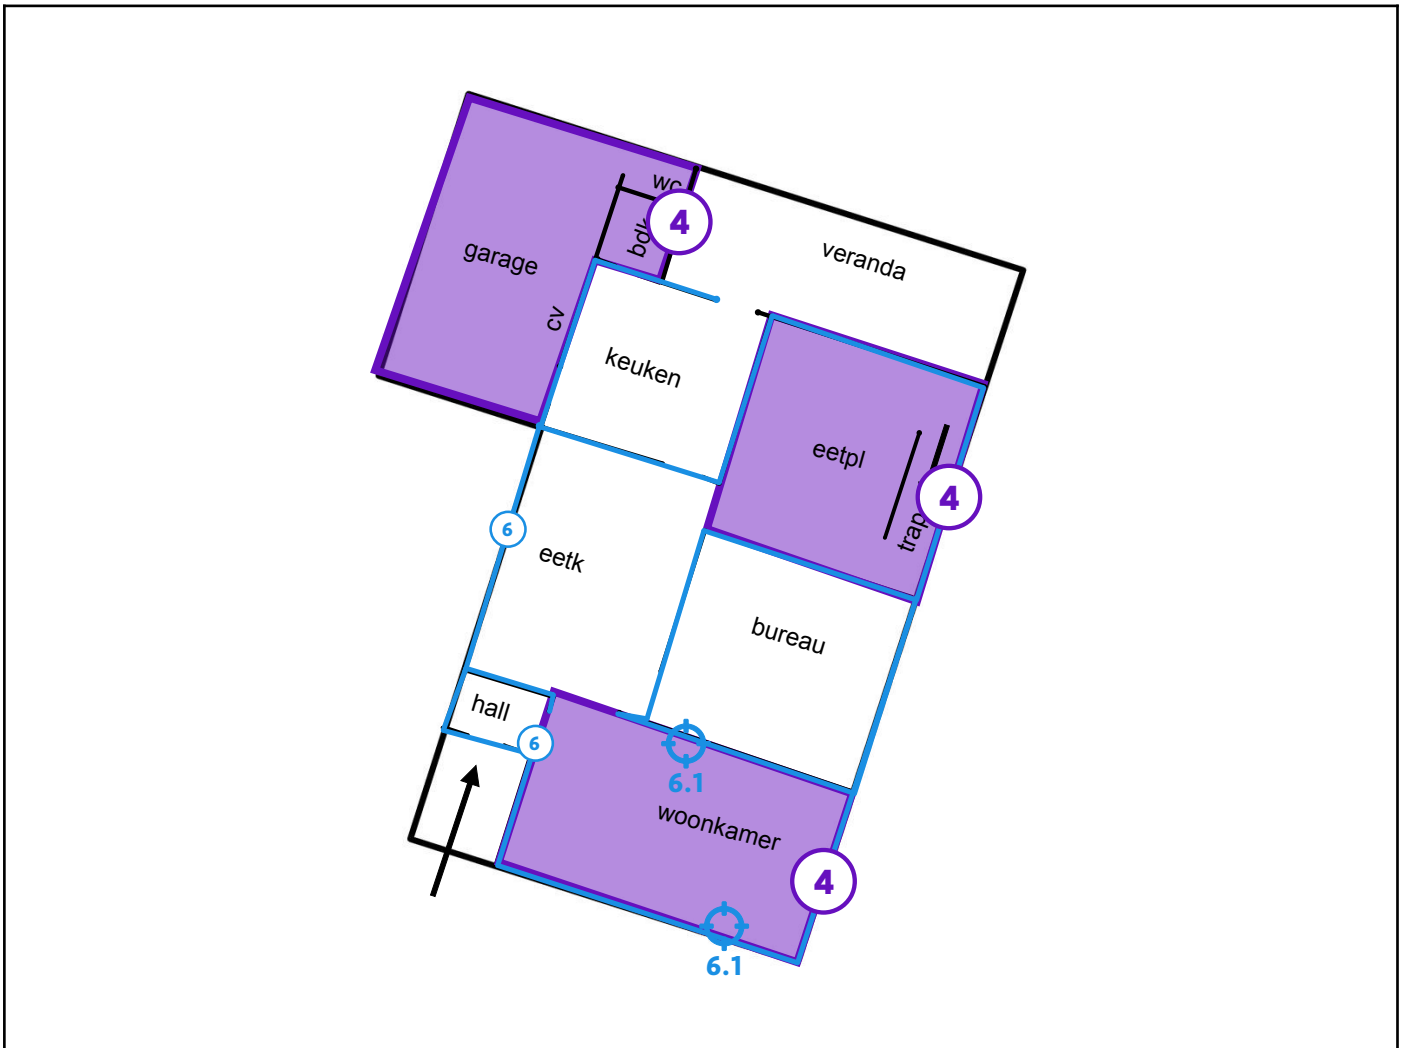 wc
4
bdk
garage
veranda
cv
keuken
eetpl
4
trap
6
eetk
bureau
hall
6
6.1
woonkamer
4
6.1